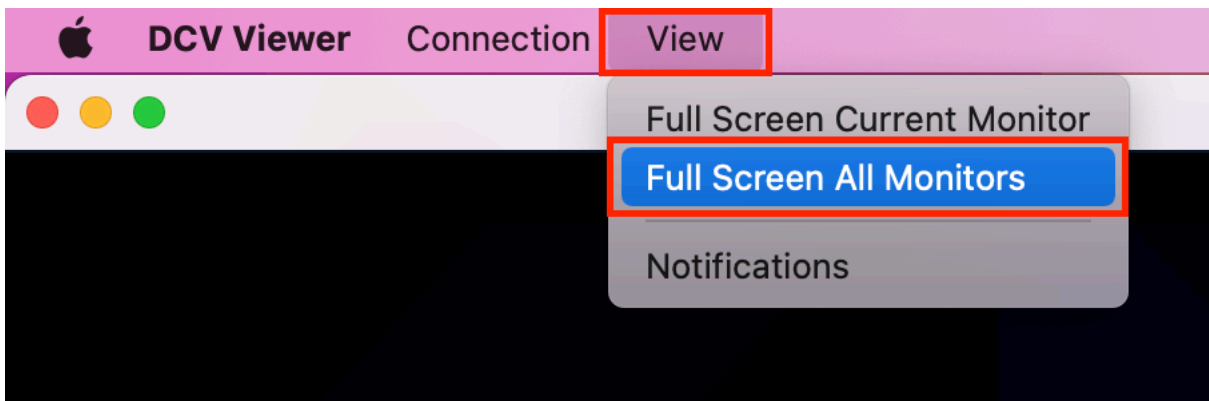 DCV Viewer Connection View
Full Screen Current Monitor
Full Screen All Monitors
Notifications